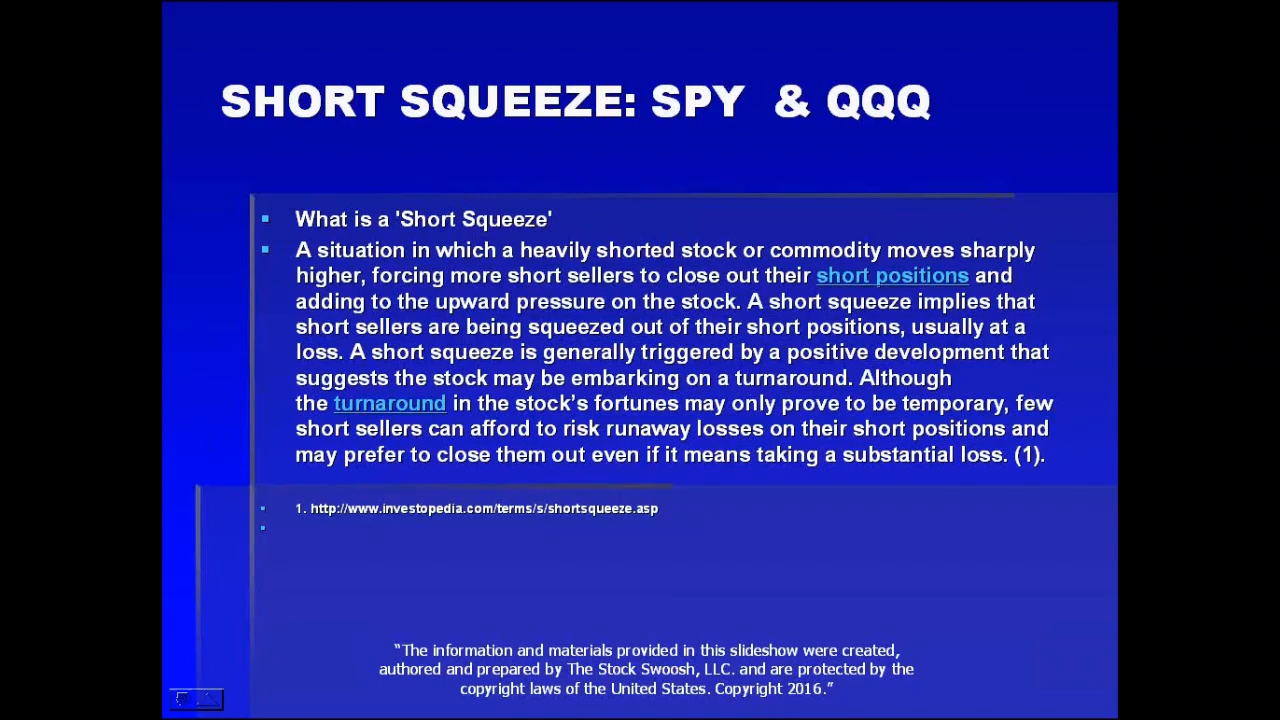 SHORT SQUEEZE: SPY & QQQ
What is a 'Short Squeeze'
A situation in which a heavily shorted stock or commodity moves sharply
higher, forcing more short sellers to close out their short positions and
adding to the upward pressure on the stock. A short squeeze implies that
short sellers are being squeezed out of their short positions, usually at a
loss. A short squeeze is generally triggered by a positive development that
suggests the stock may be embarking on a turnaround. Although
the turnaround in the stock’s fortunes may only prove to be temporary, few
short sellers can afford to risk runaway losses on their short positions and
may prefer to close them out even if it means taking a substantial loss. (1).
1. http://www.investopedia.com/terms/s/shortsqueeze.asp
“The information and materials provided in this slideshow were created,
authored and prepared by The Stock Swoosh, LLC. and are protected by the
copyright laws of the United States. Copyright 2016.”